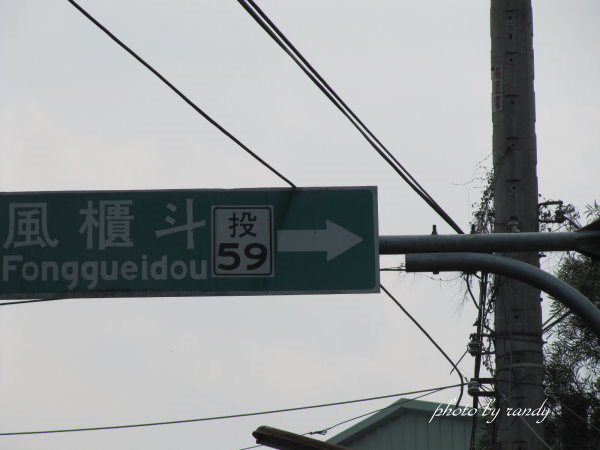 風櫃斗
Fonggueidou
投
59
photo by randy